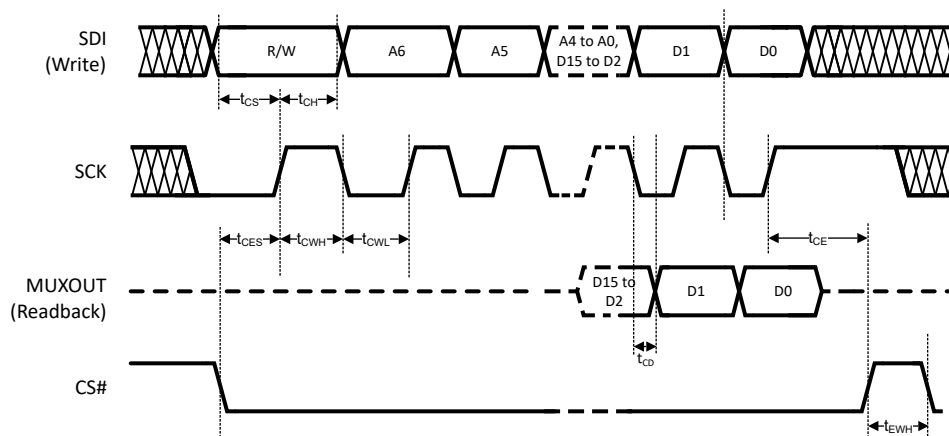 SDI
(Write)
R/W
A6
A5
A4 to A0,
D15 to D2
D1
D0
tCS
tCH
SCK
tCES
tCWH
tCWL
tCE
MUXOUT
(Readback)
D15 to
D2
D1
D0
tCD
CS#
tEWH